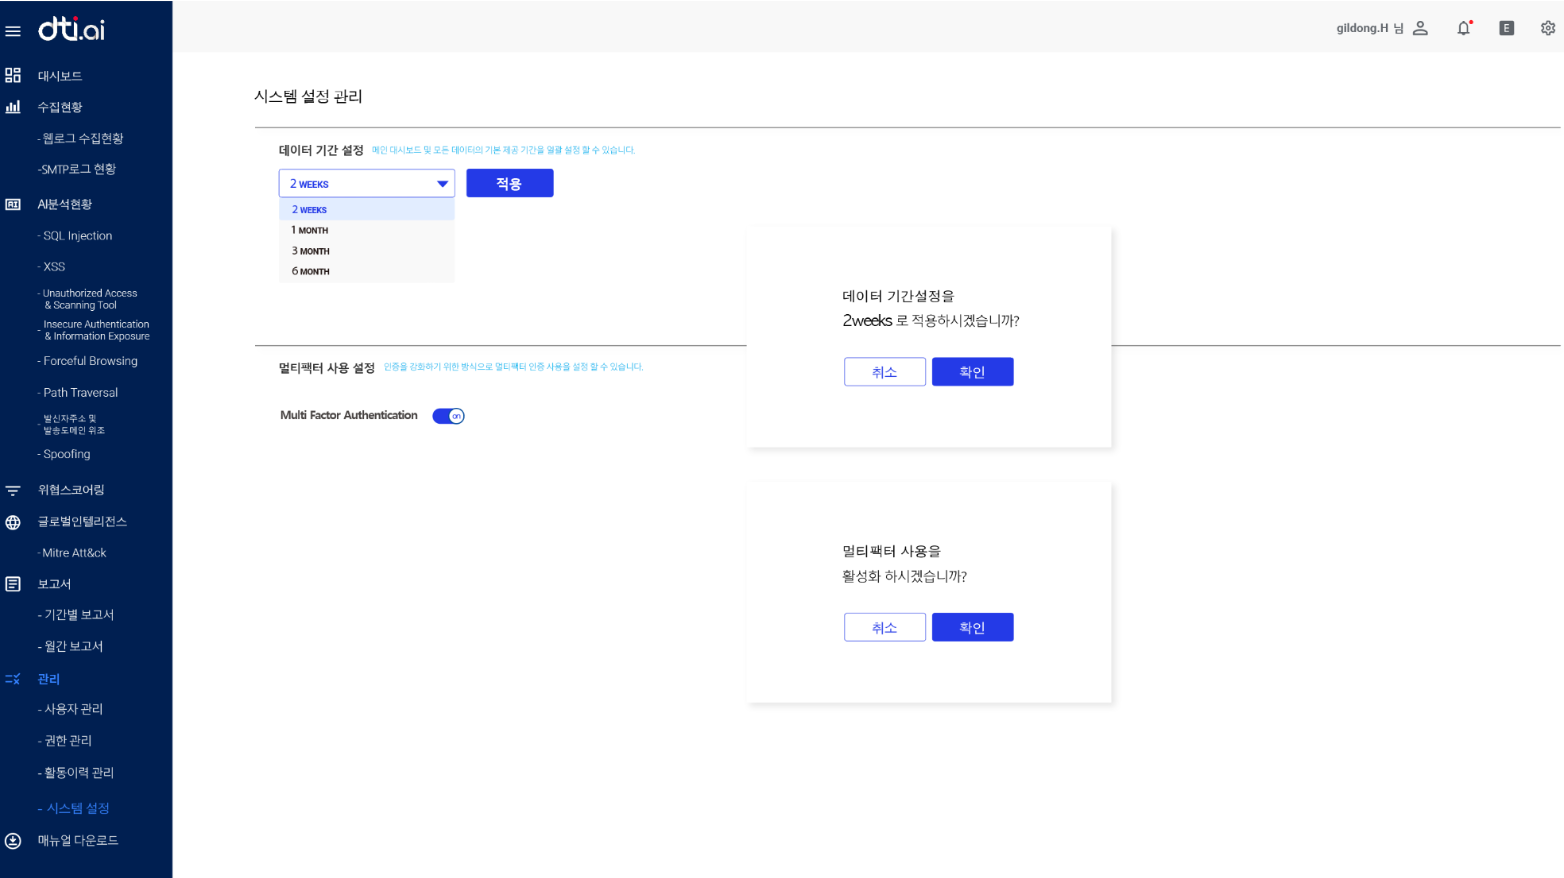 dti.ai
gildong.H 님
E
대시보드
수집현황
- 웹로그 수집현황
-SMTP로그 현황
AI
AI분석현황
- SQL Injection
- XSS
- Unauthorized Access
& Scanning Tool
- Insecure Authentication
& Information Exposure
- Forceful Browsing
- Path Traversal
- 발신자주소 및
발송도메인 위조
- Spoofing
위협스코어링
글로벌인텔리전스
- Mitre Att&ck
보고서
- 기간별 보고서
- 월간 보고서
관리
- 사용자 관리
- 권한 관리
- 활동이력 관리
- 시스템 설정
매뉴얼 다운로드
시스템 설정 관리
데이터 기간 설정 메인 대시보드 및 모든 데이터의 기본 제공 기간을 일괄 설정 할 수 있습니다.
2 WEEKS
적용
2 WEEKS
1 MONTH
3 MONTH
6 MONTH
데이터 기간설정을
2weeks 로 적용하시겠습니까?
취소 확인
멀티팩터 사용 설정 인증을 강화하기 위한 방식으로 멀티팩터 인증 사용을 설정 할 수 있습니다.
Multi Factor Authentication on
멀티팩터 사용을
활성화 하시겠습니까?
취소 확인